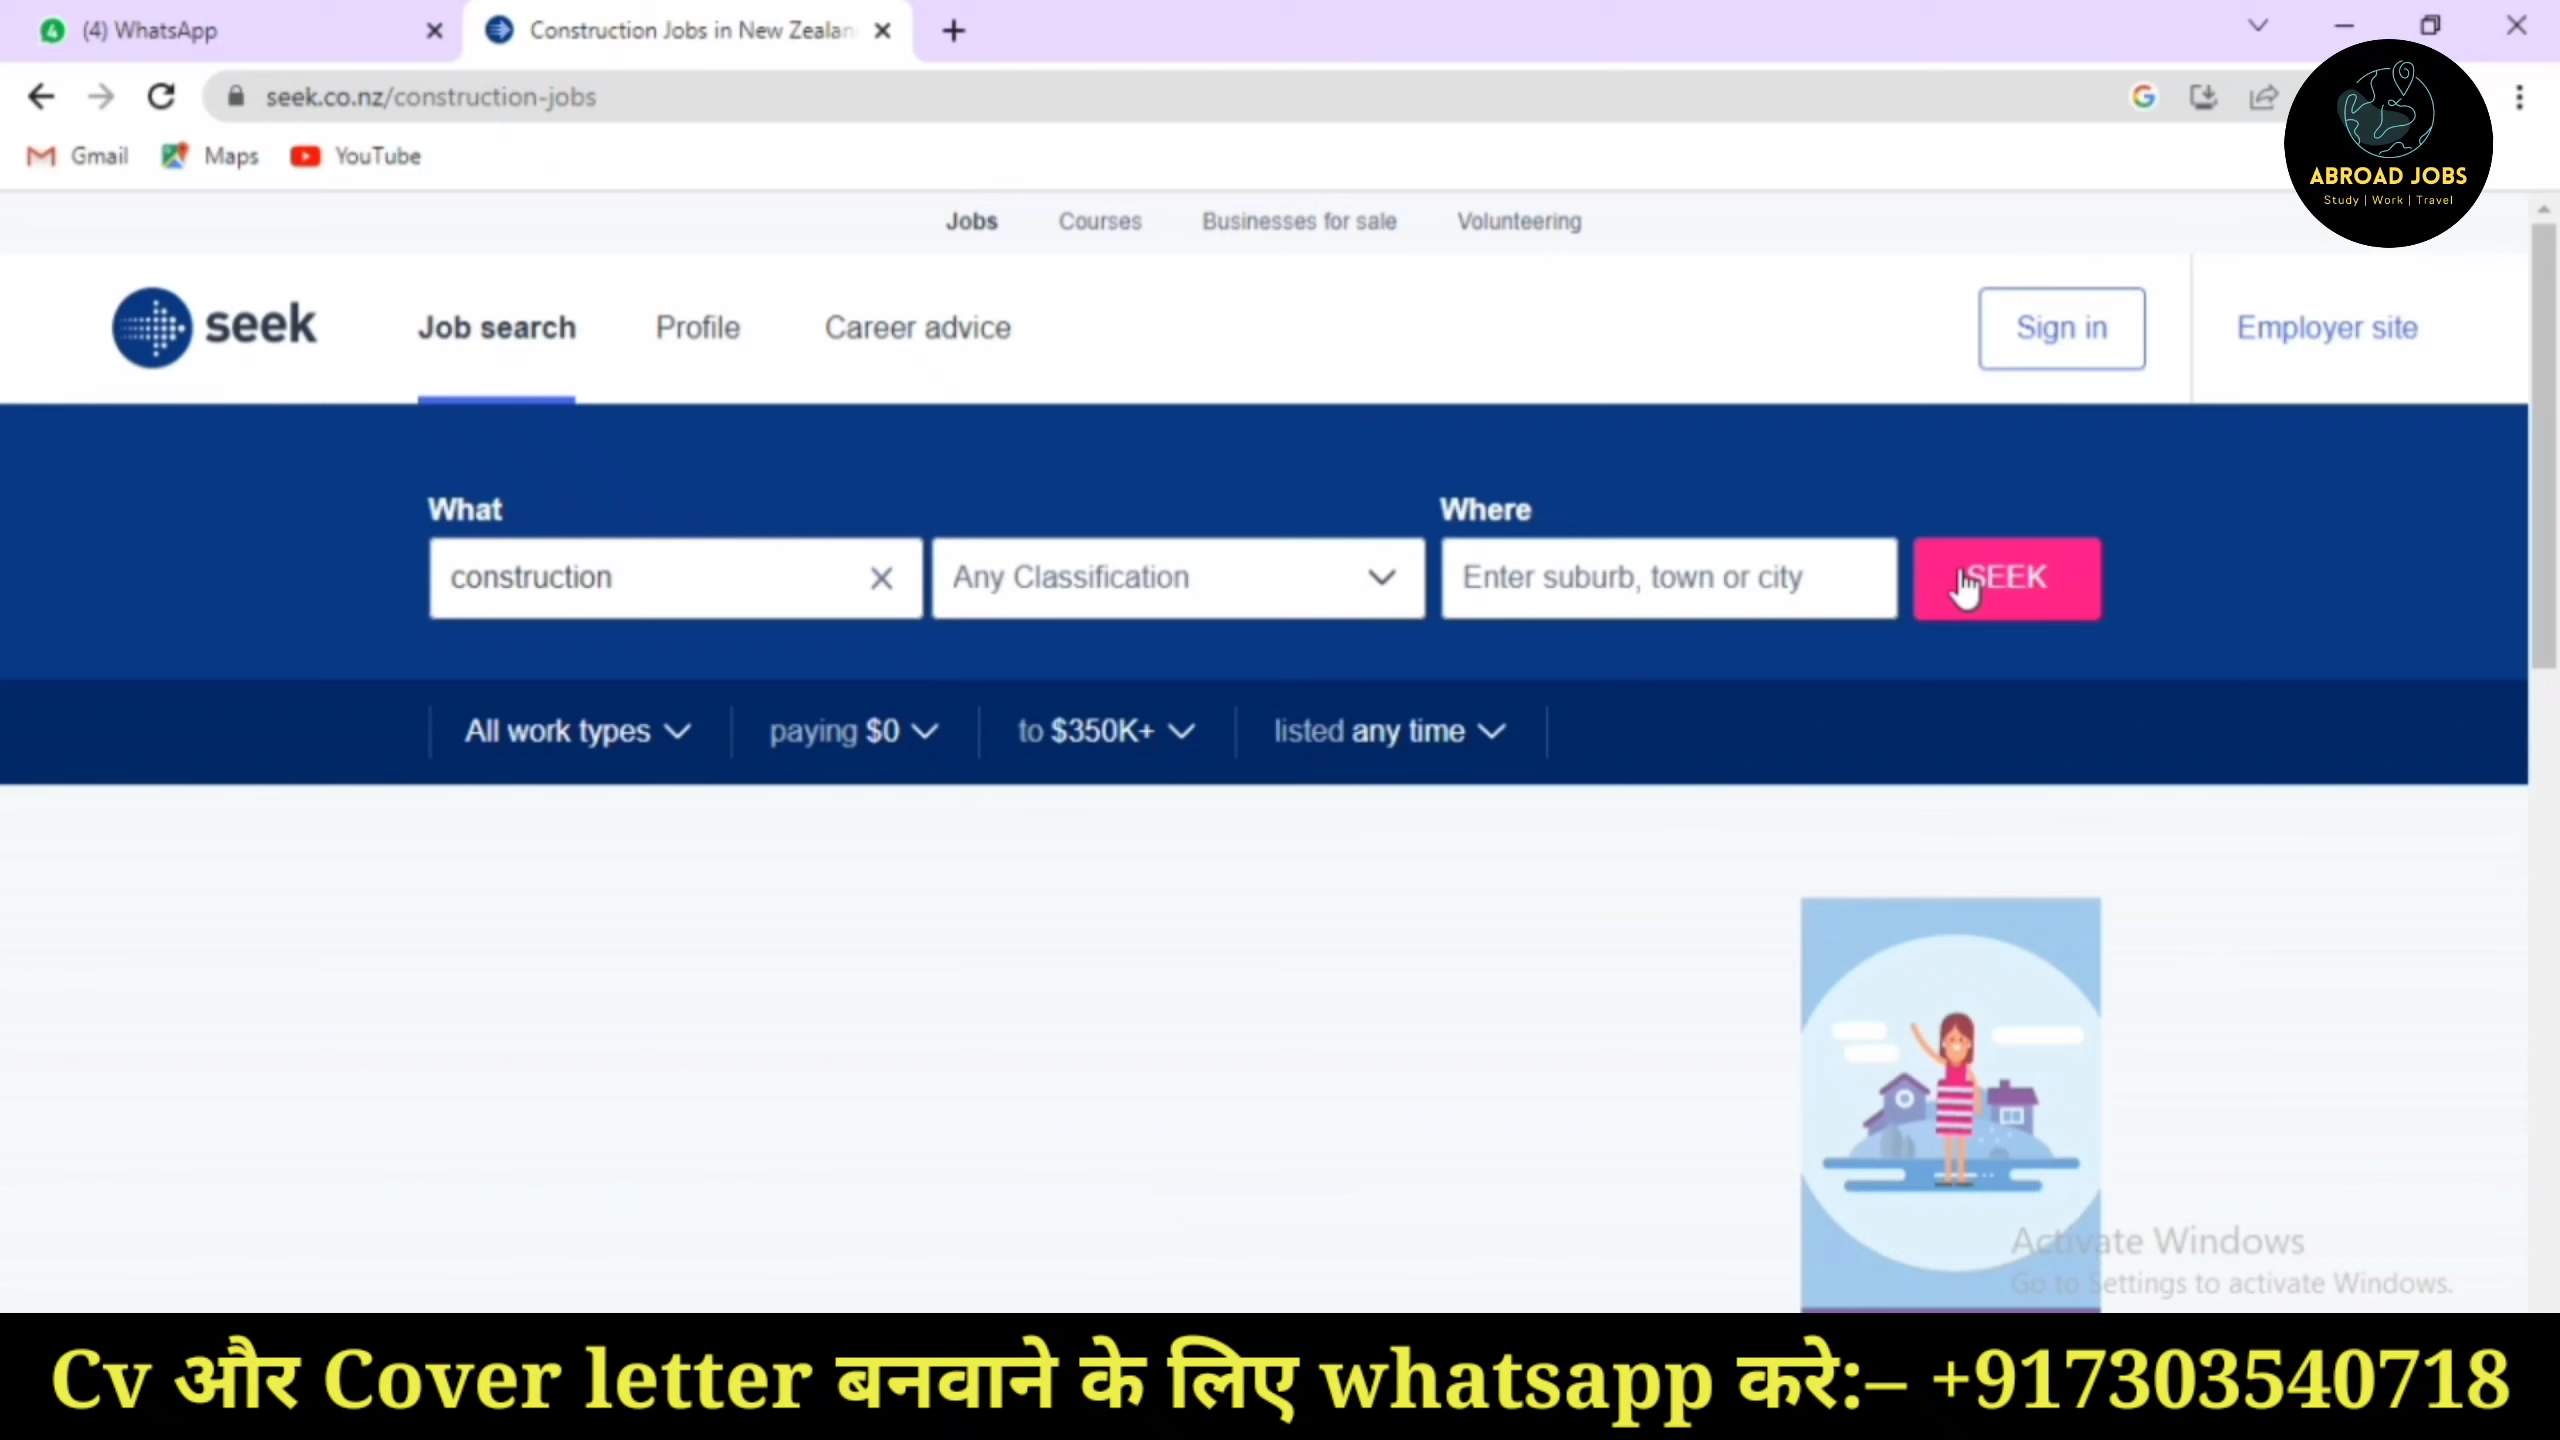 (4) WhatsApp
Construction Jobs in New Zealan
seek.co.nz/construction-jobs
Gmail
Maps
YouTube
ABROAD JOBS
Study | Work | Travel
Jobs
Courses
Businesses for sale
Volunteering
seek
Job search
Profile
Career advice
Sign in
Employer site
What
Where
construction
Any Classification
Enter suburb, town or city
SEEK
All work types
paying $0
to $350K+
listed any time
Activate Windows
Go to Settings to activate Windows.
Cv और Cover letter बनवाने के लिए whatsapp करे:– +917303540718